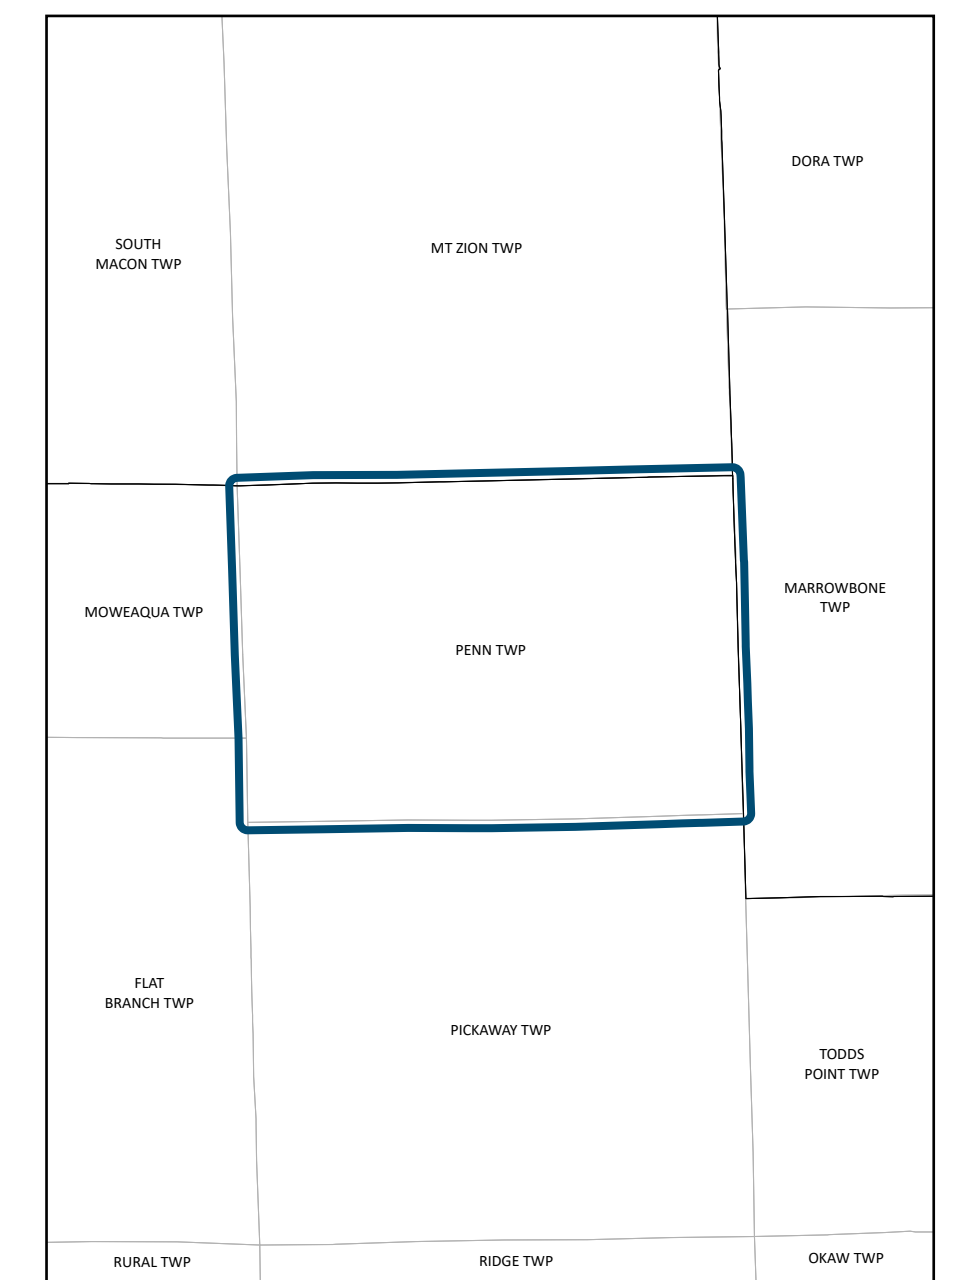 DORA TWP
SOUTH
MACON TWP
MT ZION TWP
MARROWBONE
TWP
MOWEAQUA TWP
PENN TWP
FLAT
BRANCH TWP
PICKAWAY TWP
TODDS
POINT TWP
RURAL TWP
RIDGE TWP
OKAW TWP